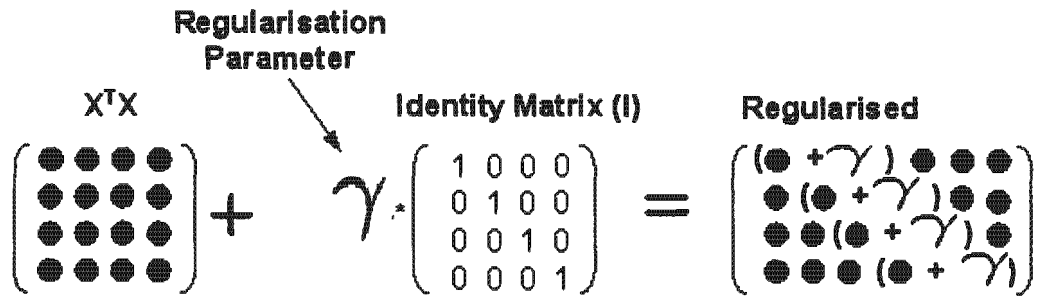 Regularisation
Parameter
XᵀX
Identity Matrix (I)
Regularised
+ γ .* 1 0 0 0 = ( + γ )
0 1 0 0 ( + γ )
0 0 1 0 ( + γ )
0 0 0 1 ( + γ )